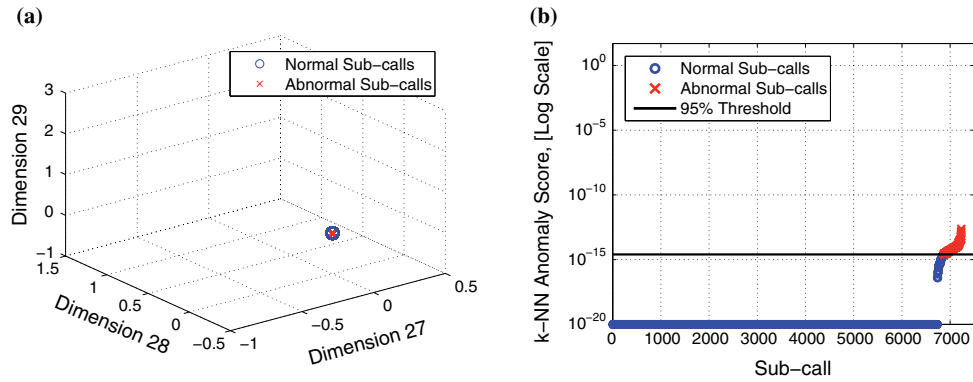 (a)
Normal Sub-calls
Abnormal Sub-calls
3
2
1
0
-1
Dimension 29
1.5
1
0.5
0
-0.5
Dimension 28
-1
-0.5
0
0.5
Dimension 27
(b)
Normal Sub-calls
Abnormal Sub-calls
95% Threshold
10^0
10^-5
10^-10
10^-15
10^-20
k-NN Anomaly Score, [Log Scale]
0 1000 2000 3000 4000 5000 6000 7000
Sub-call